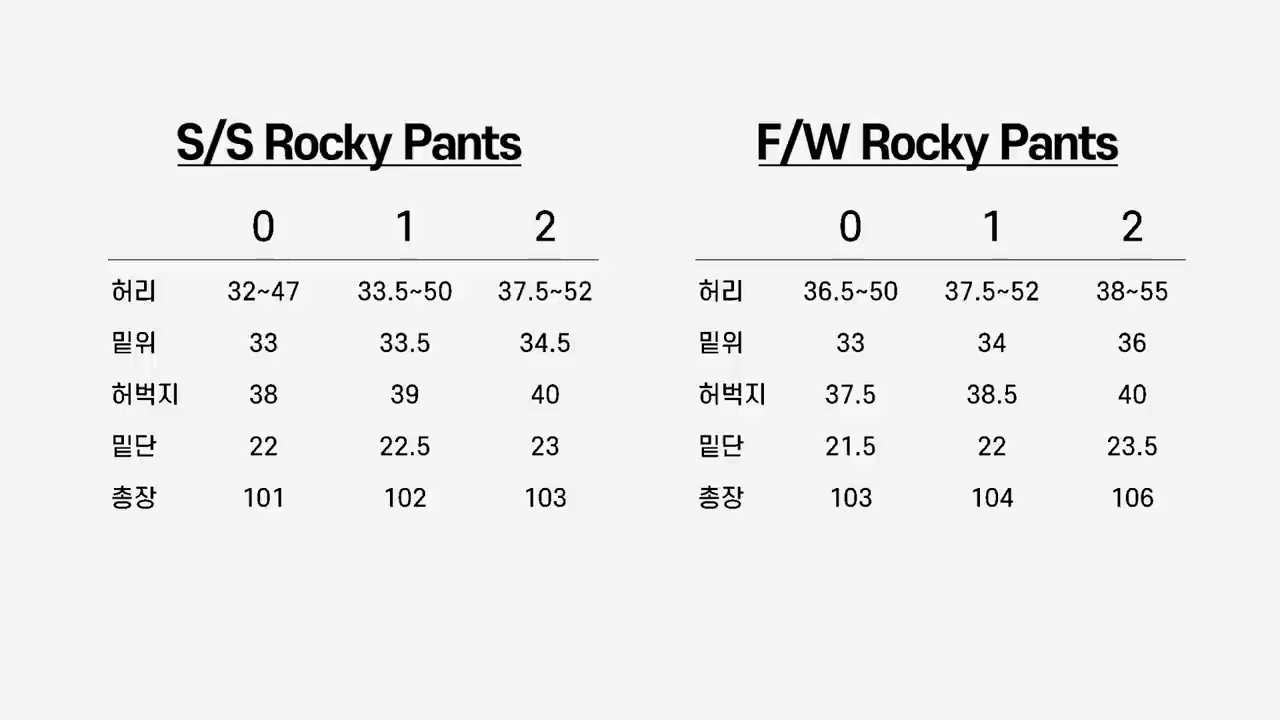 S/S Rocky Pants
0 1 2
허리 32~47 33.5~50 37.5~52
밑위 33 33.5 34.5
허벅지 38 39 40
밑단 22 22.5 23
총장 101 102 103
F/W Rocky Pants
0 1 2
허리 36.5~50 37.5~52 38~55
밑위 33 34 36
허벅지 37.5 38.5 40
밑단 21.5 22 23.5
총장 103 104 106